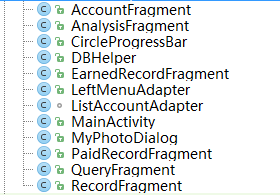 AccountFragment
AnalysisFragment
CircleProgressBar
DBHelper
EarnedRecordFragment
LeftMenuAdapter
ListAccountAdapter
MainActivity
MyPhotoDialog
PaidRecordFragment
QueryFragment
RecordFragment